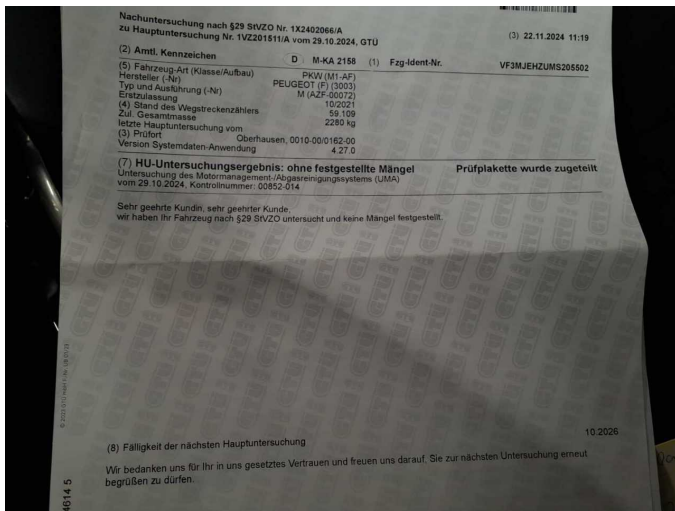 Nachuntersuchung nach §29 StVZO Nr. 1X2402066/A
zu Hauptuntersuchung Nr. 1VZ201511/A vom 29.10.2024, GTÜ
(3) 22.11.2024 11:19
(2) Amtl. Kennzeichen D M-KA 2158 (1) Fzg-Ident-Nr. VF3MJEHZUMS205502
(5) Fahrzeug-Art (Klasse/Aufbau) PKW (M1-AF)
Hersteller (-Nr) PEUGEOT (F) (3003)
Typ und Ausführung (-Nr) M (AZF-00072)
Erstzulassung 10/2021
(4) Stand des Wegstreckenzählers 59.109
Zul. Gesamtmasse 2280 kg
letzte Hauptuntersuchung vom
(3) Prüfort Oberhausen, 0010-00/0162-00
Version Systemdaten-Anwendung 4.27.0
(7) HU-Untersuchungsergebnis: ohne festgestellte Mängel Prüfplakette wurde zugeteilt
Untersuchung des Motormanagement-/Abgasreinigungssystems (UMA)
vom 29.10.2024, Kontrollnummer: 00852-014
Sehr geehrte Kundin, sehr geehrter Kunde,
wir haben Ihr Fahrzeug nach §29 StVZO untersucht und keine Mängel festgestellt.
(8) Fälligkeit der nächsten Hauptuntersuchung 10.2026
Wir bedanken uns für Ihr in uns gesetztes Vertrauen und freuen uns darauf, Sie zur nächsten Untersuchung erneut
begrüßen zu dürfen.
4614 5